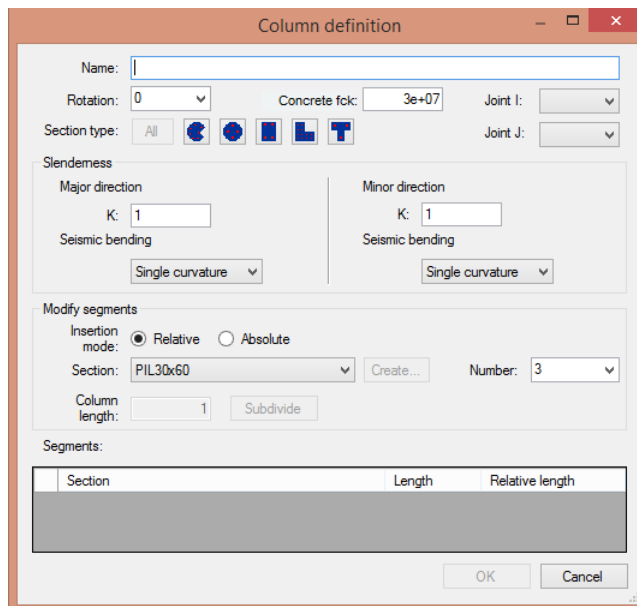 Column definition
Name:
Rotation: 0 Concrete fck: 3e+07 Joint I:
Section type: All Joint J:
Slenderness
Major direction Minor direction
K: 1 K: 1
Seismic bending Seismic bending
Single curvature Single curvature
Modify segments
Insertion mode: Relative Absolute
Section: PIL30x60 Create... Number: 3
Column length: 1 Subdivide
Segments:
Section Length Relative length
OK Cancel